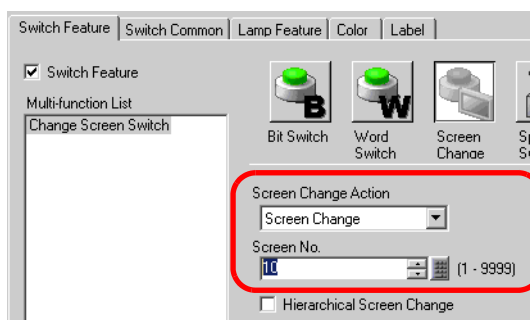 Switch Feature Switch Common Lamp Feature Color Label
Switch Feature
Multi-function List
Change Screen Switch
B
W
Bit Switch
Word
Switch
Screen
Change
Screen Change Action
Screen Change
Screen No.
10 (1 - 9999)
Hierarchical Screen Change